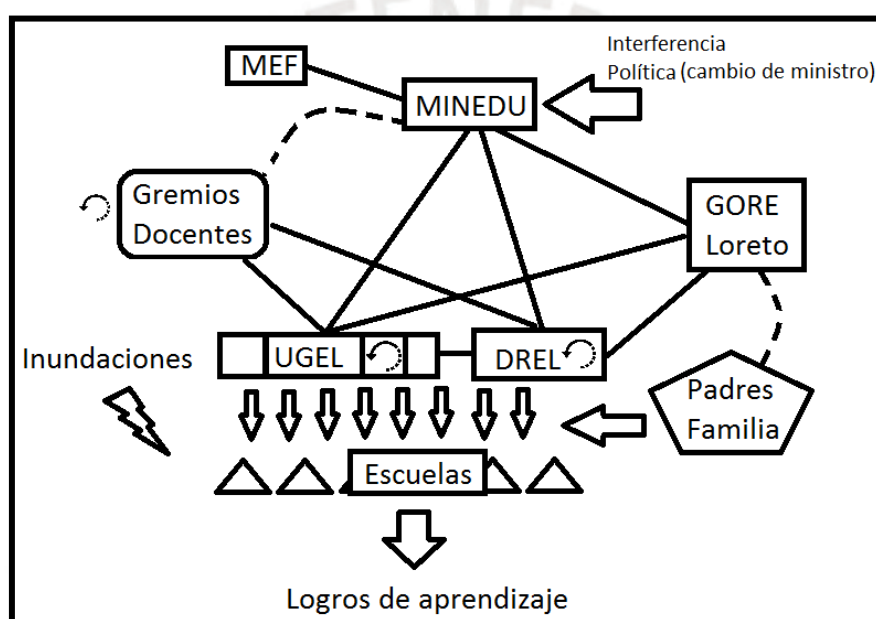 Interferencia
Política (cambio de ministro)
MEF
MINEDU
Gremios
Docentes
GORE
Loreto
Inundaciones
UGEL
DREL
Padres
Familia
Escuelas
Logros de aprendizaje